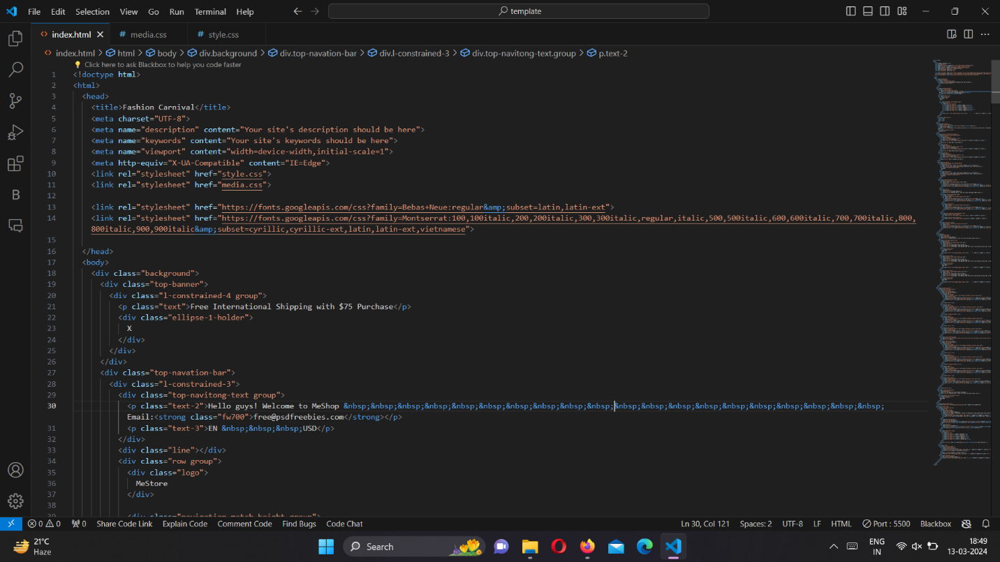 File Edit Selection View Go Run Terminal Help
template
index.html media.css style.css
index.html > html > body > div.background > div.top-navation-bar > div.l-constrained-3 > div.top-navitong-text.group > p.text-2
Click here to ask Blackbox to help you code faster
1 <!doctype html>
2 <html>
3 <head>
4 <title>Fashion Carnival</title>
5 <meta charset="UTF-8">
6 <meta name="description" content="Your site's description should be here">
7 <meta name="keywords" content="Your site's keywords should be here">
8 <meta name="viewport" content="width=device-width,initial-scale=1">
9 <meta http-equiv="X-UA-Compatible" content="IE=Edge">
10 <link rel="stylesheet" href="style.css">
11 <link rel="stylesheet" href="media.css">
12
13 <link rel="stylesheet" href="https://fonts.googleapis.com/css?family=Bebas+Neue:regular&amp;subset=latin,latin-ext">
14 <link rel="stylesheet" href="https://fonts.googleapis.com/css?family=Montserrat:100,100italic,200,200italic,300,300italic,regular,italic,500,500italic,600,600italic,700,700italic,800,
800italic,900,900italic&amp;subset=cyrillic,cyrillic-ext,latin,latin-ext,vietnamese">
15
16 </head>
17 <body>
18 <div class="background">
19 <div class="top-banner">
20 <div class="l-constrained-4 group">
21 <p class="text">Free International Shipping with $75 Purchase</p>
22 <div class="ellipse-1-holder">
23 X
24 </div>
25 </div>
26 </div>
27 <div class="top-navation-bar">
28 <div class="l-constrained-3">
29 <div class="top-navitong-text group">
30 <p class="text-2">Hello guys! Welcome to MeShop &nbsp;&nbsp;&nbsp;&nbsp;&nbsp;&nbsp;&nbsp;&nbsp;&nbsp;&nbsp;&nbsp;&nbsp;&nbsp;&nbsp;&nbsp;&nbsp;&nbsp;&nbsp;&nbsp;&nbsp;
Email:<strong class="fw700">free@psdfreebies.com</strong></p>
31 <p class="text-3">EN &nbsp;&nbsp;&nbsp;USD</p>
32 </div>
33 <div class="line"></div>
34 <div class="row group">
35 <div class="logo">
36 MeStore
37 </div>
38
0 0 0 Share Code Link Explain Code Comment Code Find Bugs Code Chat Ln 30, Col 121 Spaces: 2 UTF-8 LF HTML Port : 5500 Blackbox
21°C
Haze
Search
ENG
IN
18:49
13-03-2024